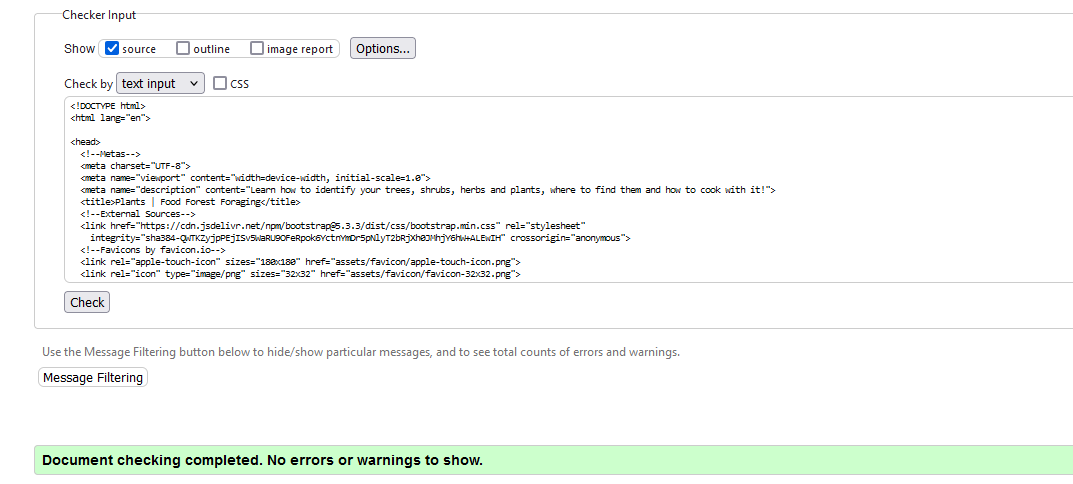 Checker Input
Show source outline image report Options...
Check by text input CSS
<!DOCTYPE html>
<html lang="en">
<head>
<!--Metas-->
<meta charset="UTF-8">
<meta name="viewport" content="width=device-width, initial-scale=1.0">
<meta name="description" content="Learn how to identify your trees, shrubs, herbs and plants, where to find them and how to cook with it!">
<title>Plants | Food Forest Foraging</title>
<!--External Sources-->
<link href="https://cdn.jsdelivr.net/npm/bootstrap@5.3.3/dist/css/bootstrap.min.css" rel="stylesheet"
integrity="sha384-QWTKZyjpPEjISv5WaRU9OFeRpok6YctnYmDr5pNlyT2bRjXh0JMhjY6hW+ALEwIH" crossorigin="anonymous">
<!--Favicons by favicon.io-->
<link rel="apple-touch-icon" sizes="180x180" href="assets/favicon/apple-touch-icon.png">
<link rel="icon" type="image/png" sizes="32x32" href="assets/favicon/favicon-32x32.png">
Check
Use the Message Filtering button below to hide/show particular messages, and to see total counts of errors and warnings.
Message Filtering
Document checking completed. No errors or warnings to show.